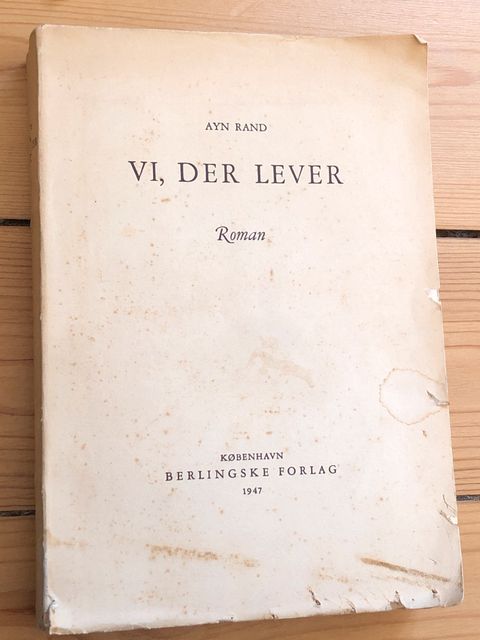 AYN RAND
VI, DER LEVER
Roman
KØBENHAVN
BERLINGSKE FORLAG
1947